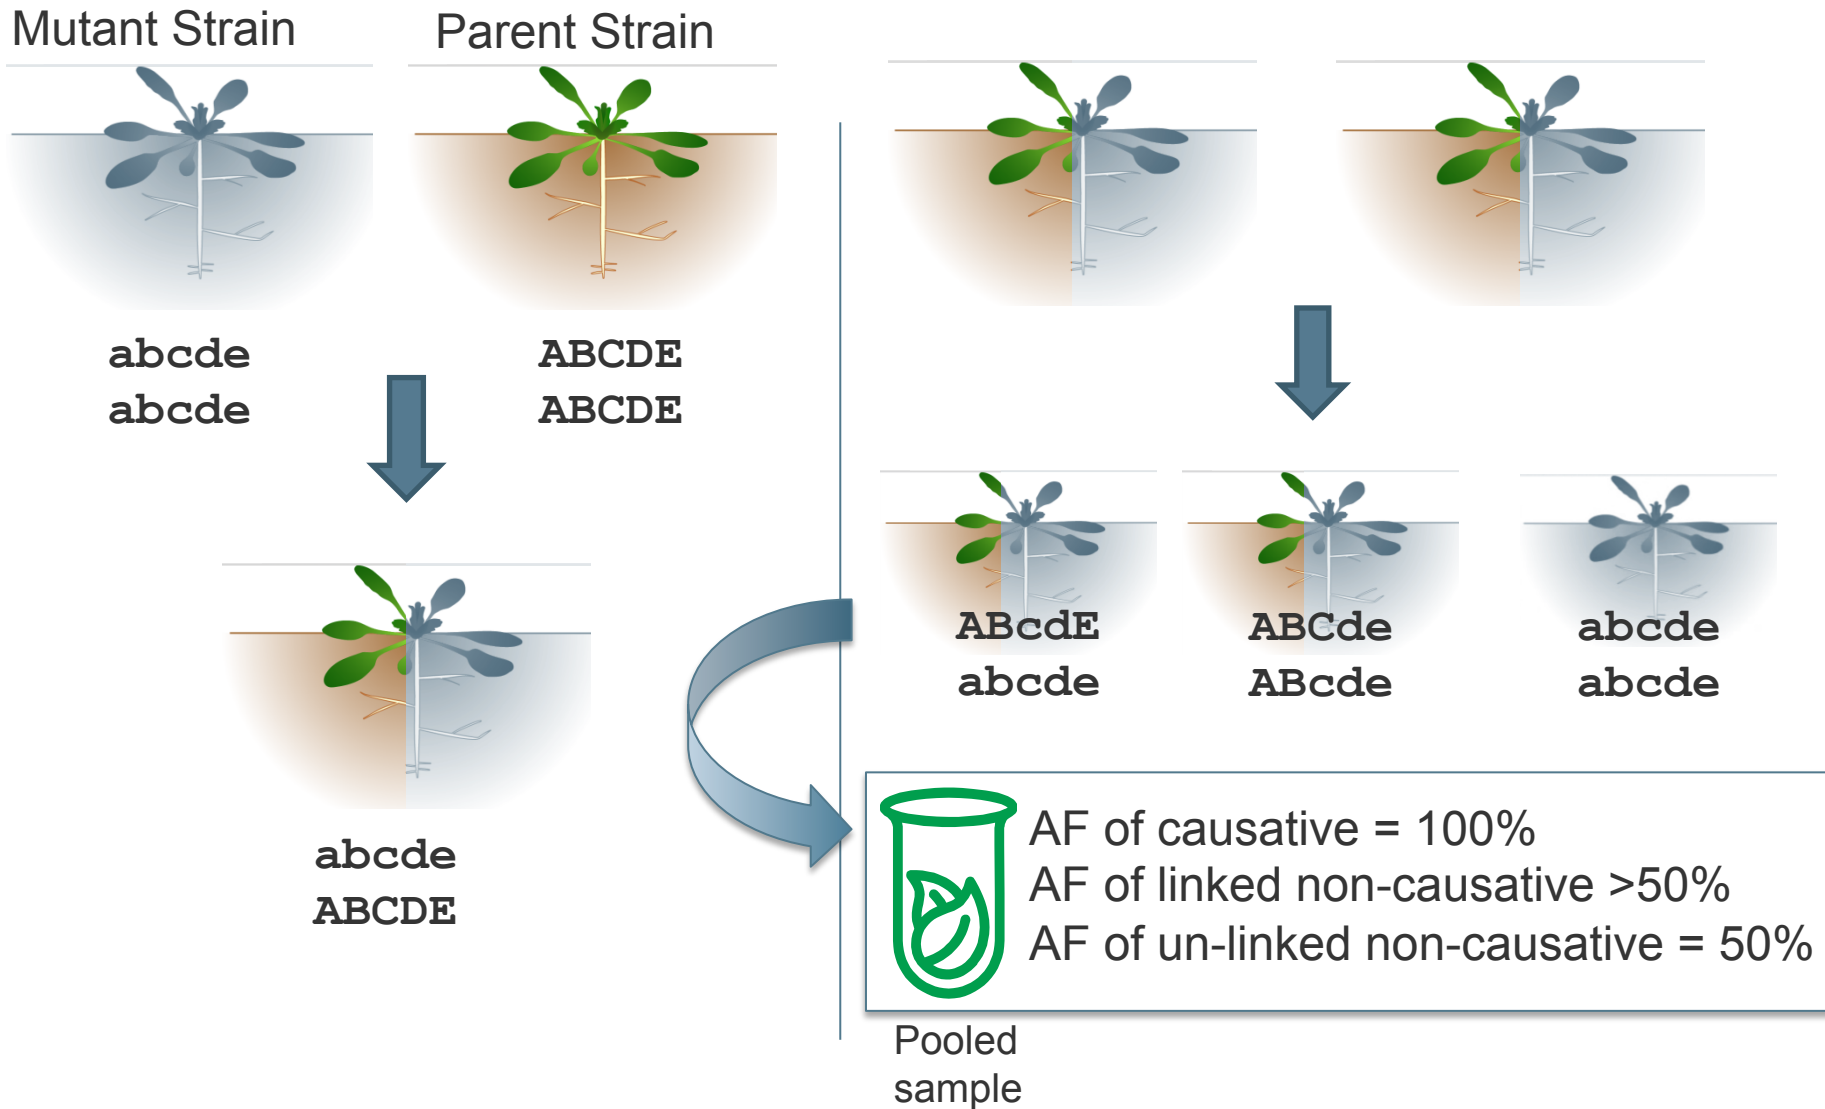 Mutant Strain
Parent Strain
abcde
abcde
ABCDE
ABCDE
abcde
ABCDE
ABcdE
abcde
ABCde
ABcde
abcde
abcde
AF of causative = 100%
AF of linked non-causative >50%
AF of un-linked non-causative = 50%
Pooled
sample